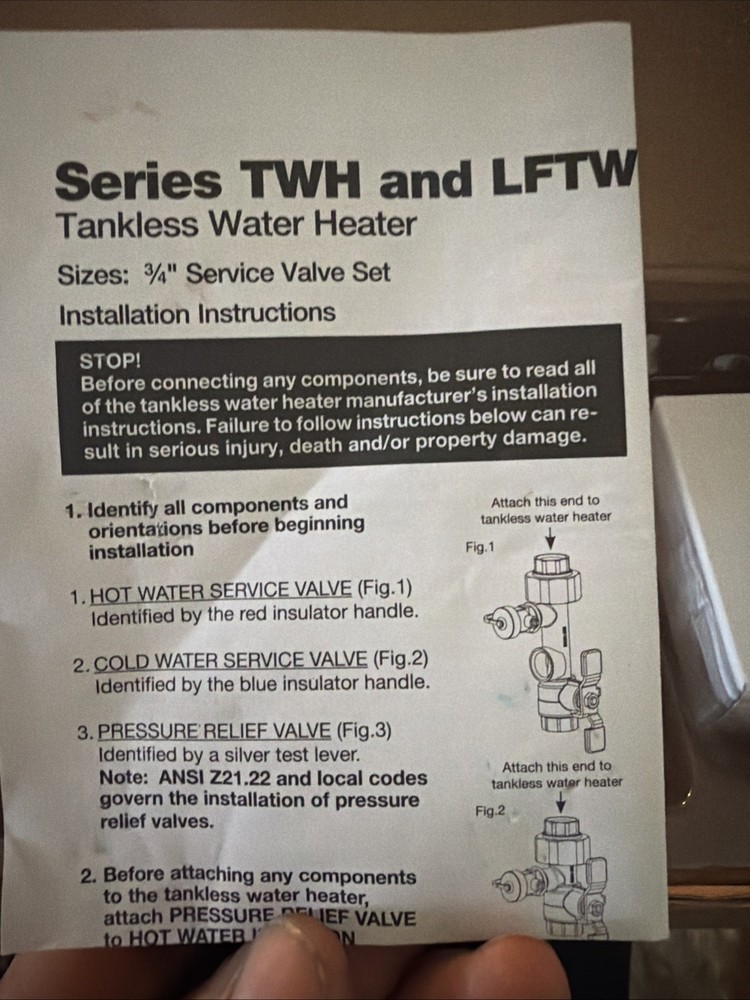 Series TWH and LFTW
Tankless Water Heater
Sizes: ¾" Service Valve Set
Installation Instructions
STOP!
Before connecting any components, be sure to read all
of the tankless water heater manufacturer's installation
instructions. Failure to follow instructions below can re-
sult in serious injury, death and/or property damage.
1. Identify all components and
orientations before beginning
installation
1. HOT WATER SERVICE VALVE (Fig.1)
Identified by the red insulator handle.
2. COLD WATER SERVICE VALVE (Fig.2)
Identified by the blue insulator handle.
3. PRESSURE RELIEF VALVE (Fig.3)
Identified by a silver test lever.
Note: ANSI Z21.22 and local codes
govern the installation of pressure
relief valves.
2. Before attaching any components
to the tankless water heater,
attach PRESSURE RELIEF VALVE
to HOT WATER
Attach this end to
tankless water heater
Fig.1
Attach this end to
tankless water heater
Fig.2